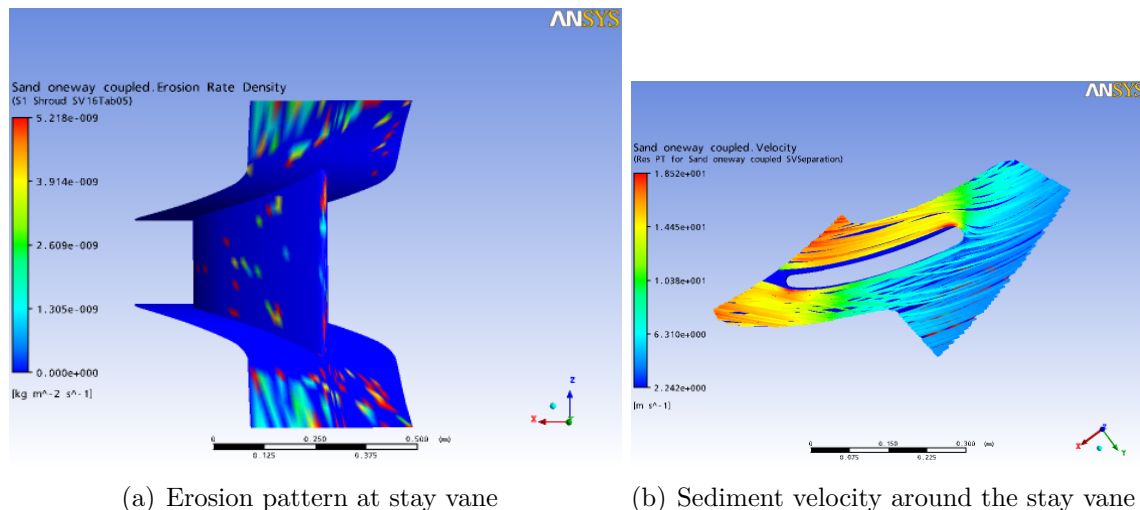 ANSYS
Sand oneway coupled.Erosion Rate Density
(S1 Shroud SV16Tab05)
5.218e-009
3.914e-009
2.609e-009
1.305e-009
0.000e+000
[kg m^-2 s^-1]
0 0.250 0.500 (m)
0.125 0.375
Z
X
ANSYS
Sand oneway coupled.Velocity
(Res PT for Sand oneway coupled SVSeparation)
1.852e+001
1.445e+001
1.038e+001
6.310e+000
2.242e+000
[m s^-1]
0 0.150 0.300 (m)
0.075 0.225
Z
X
Y
(a) Erosion pattern at stay vane
(b) Sediment velocity around the stay vane